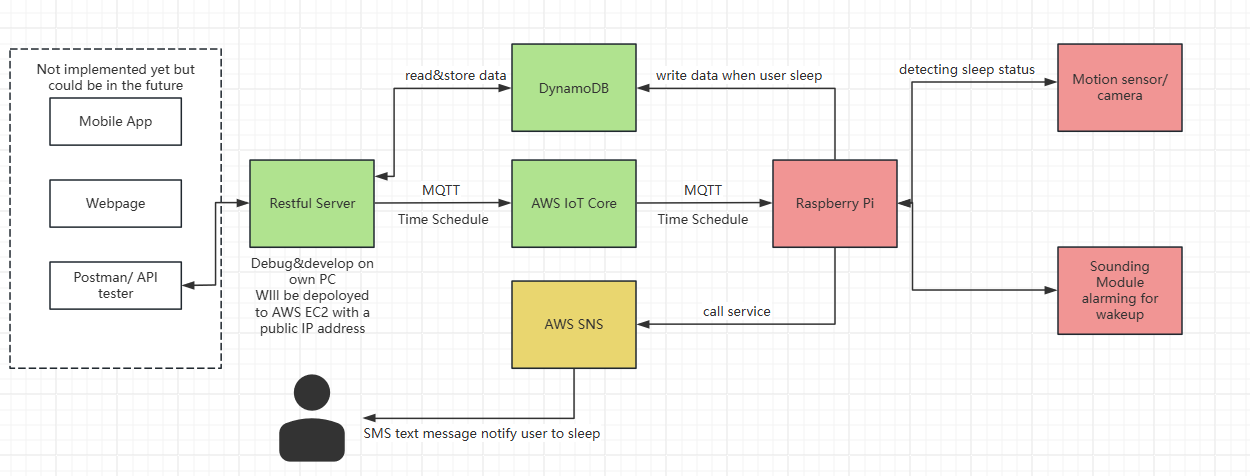 Not implemented yet but
could be in the future
Mobile App
Webpage
Postman/ API
tester
read&store data
DynamoDB
write data when user sleep
detecting sleep status
Motion sensor/
camera
Restful Server
MQTT
Time Schedule
AWS IoT Core
MQTT
Time Schedule
Raspberry Pi
Debug&develop on
own PC
WIll be depoloyed
to AWS EC2 with a
public IP address
AWS SNS
call service
Sounding
Module
alarming for
wakeup
SMS text message notify user to sleep